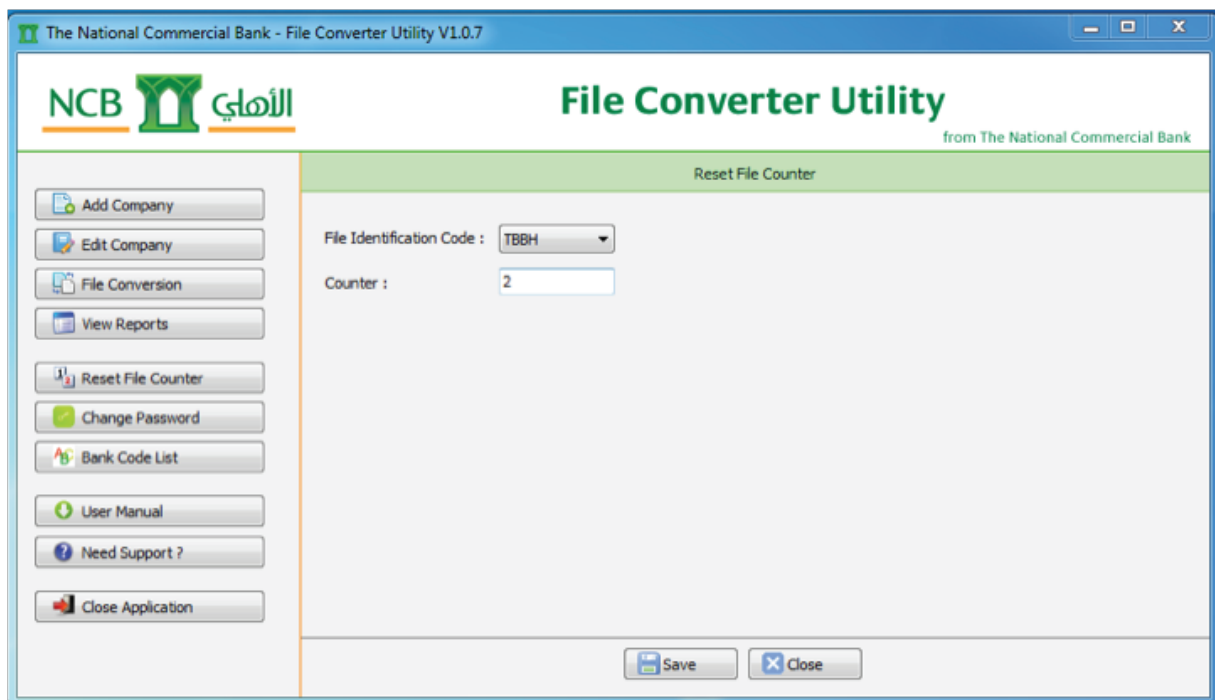 The National Commercial Bank - File Converter Utility V1.0.7
NCB الأهلي
File Converter Utility
from The National Commercial Bank
Reset File Counter
Add Company
Edit Company
File Conversion
View Reports
Reset File Counter
Change Password
Bank Code List
User Manual
Need Support ?
Close Application
File Identification Code : TBBH
Counter : 2
Save Close